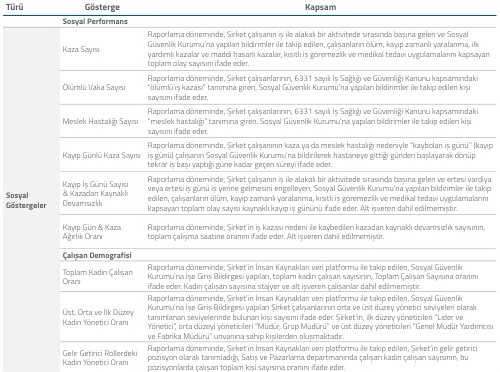 Türü Gösterge Kapsam
Sosyal Performans
Kaza Sayısı
Raporlama döneminde, Şirket çalışanın iş ile alakalı bir aktivitede sırasında başına gelen ve Sosyal
Güvenlik Kurumu'na yapılan bildirimler ile takip edilen, çalışanların ölüm, kayıp zamanlı yaralanma, ilk
yardımlı kazalar ve maddi hasarlı kazalar, kısıtlı iş göremezlik ve medikal tedavi uygulamalarını kapsayan
toplam olay sayısını ifade eder.
Ölümlü Vaka Sayısı
Raporlama döneminde, Şirket çalışanlarının, 6331 sayılı İş Sağlığı ve Güvenliği Kanunu kapsamındaki
"ölümlü iş kazası" tanımına giren, Sosyal Güvenlik Kurumu'na yapılan bildirimler ile takip edilen kişi
sayısını ifade eder.
Meslek Hastalığı Sayısı
Raporlama döneminde, Şirket çalışanlarının, 6331 sayılı İş Sağlığı ve Güvenliği Kanunu kapsamındaki
"meslek hastalığı" tanımına giren, Sosyal Güvenlik Kurumu'na yapılan bildirimler ile takip edilen kişi
sayısını ifade eder.
Kayıp Günlü Kaza Sayısı
Raporlama döneminde, Şirket çalışanının kaza ya da meslek hastalığı nedeniyle "kaybolan iş günü" (kayıp
iş günü) çalışanın Sosyal Güvenlik Kurumu'na bildirilerek hastaneye gittiği günden başlayarak dönüp
tekrar iş başı yaptığı güne kadar geçen süreyi ifade eder.
Sosyal
Göstergeler
Kayıp İş Günü Sayısı
& Kazadan Kaynaklı
Devamsızlık
Raporlama döneminde, Şirket çalışanın iş ile alakalı bir aktivitede sırasında başına gelen ve ertesi vardiya
veya ertesi iş günü iş yerine gelmesini engelleyen, Sosyal Güvenlik Kurumu'na yapılan bildirimler ile takip
edilen, çalışanların ölüm, kayıp zamanlı yaralanma, kısıtlı iş göremezlik ve medikal tedavi uygulamalarını
kapsayan toplam olay sayısı kaynaklı kayıp iş gününü ifade eder. Alt işveren dahil edilmemiştir.
Kayıp Gün & Kaza
Ağırlık Oranı
Raporlama döneminde, Şirket'in iş kazası nedeni ile kaybedilen kazadan kaynaklı devamsızlık sayısının,
toplam çalışma saatine oranını ifade eder. Alt işveren dahil edilmemiştir.
Çalışan Demografisi
Toplam Kadın Çalışan
Oranı
Raporlama döneminde, Şirket'in İnsan Kaynakları veri platformu ile takip edilen, Sosyal Güvenlik
Kurumu'na İşe Giriş Bildirgesi yapılan, toplam kadın çalışan sayısının, Toplam Çalışan Sayısına oranını
ifade eder. Kadın çalışan sayısına stajyer ve alt işveren çalışanlar dahil edilmemiştir.
Üst, Orta ve İlk Düzey
Kadın Yönetici Oranı
Raporlama döneminde, Şirket'in İnsan Kaynakları veri platformu ile takip edilen, Sosyal Güvenlik
Kurumu'na İşe Giriş Bildirgesi yapılan Şirket çalışanlarının orta ve üst düzey yönetici seviyeleri olarak
tanımlanan seviyelerinde bulunan kişi sayısını ifade eder. Şirket'in, ilk düzey yöneticileri "Lider ve
Yönetici", orta düzeyi yöneticileri "Müdür, Grup Müdürü" ve üst düzey yöneticileri "Genel Müdür Yardımcısı
ve Fabrika Müdürü" unvanına sahip kişilerden oluşmaktadır.
Gelir Getirici Rollerdeki
Kadın Yönetici Oranı
Raporlama döneminde, Şirket'in İnsan Kaynakları veri platformu ile takip edilen, Şirket'in gelir getirici
pozisyon olarak tanımladığı, Satış ve Pazarlama departmanında çalışan kadın çalışan sayısının, bu
pozisyonlarda çalışan toplam kişi sayısına oranını ifade eder.